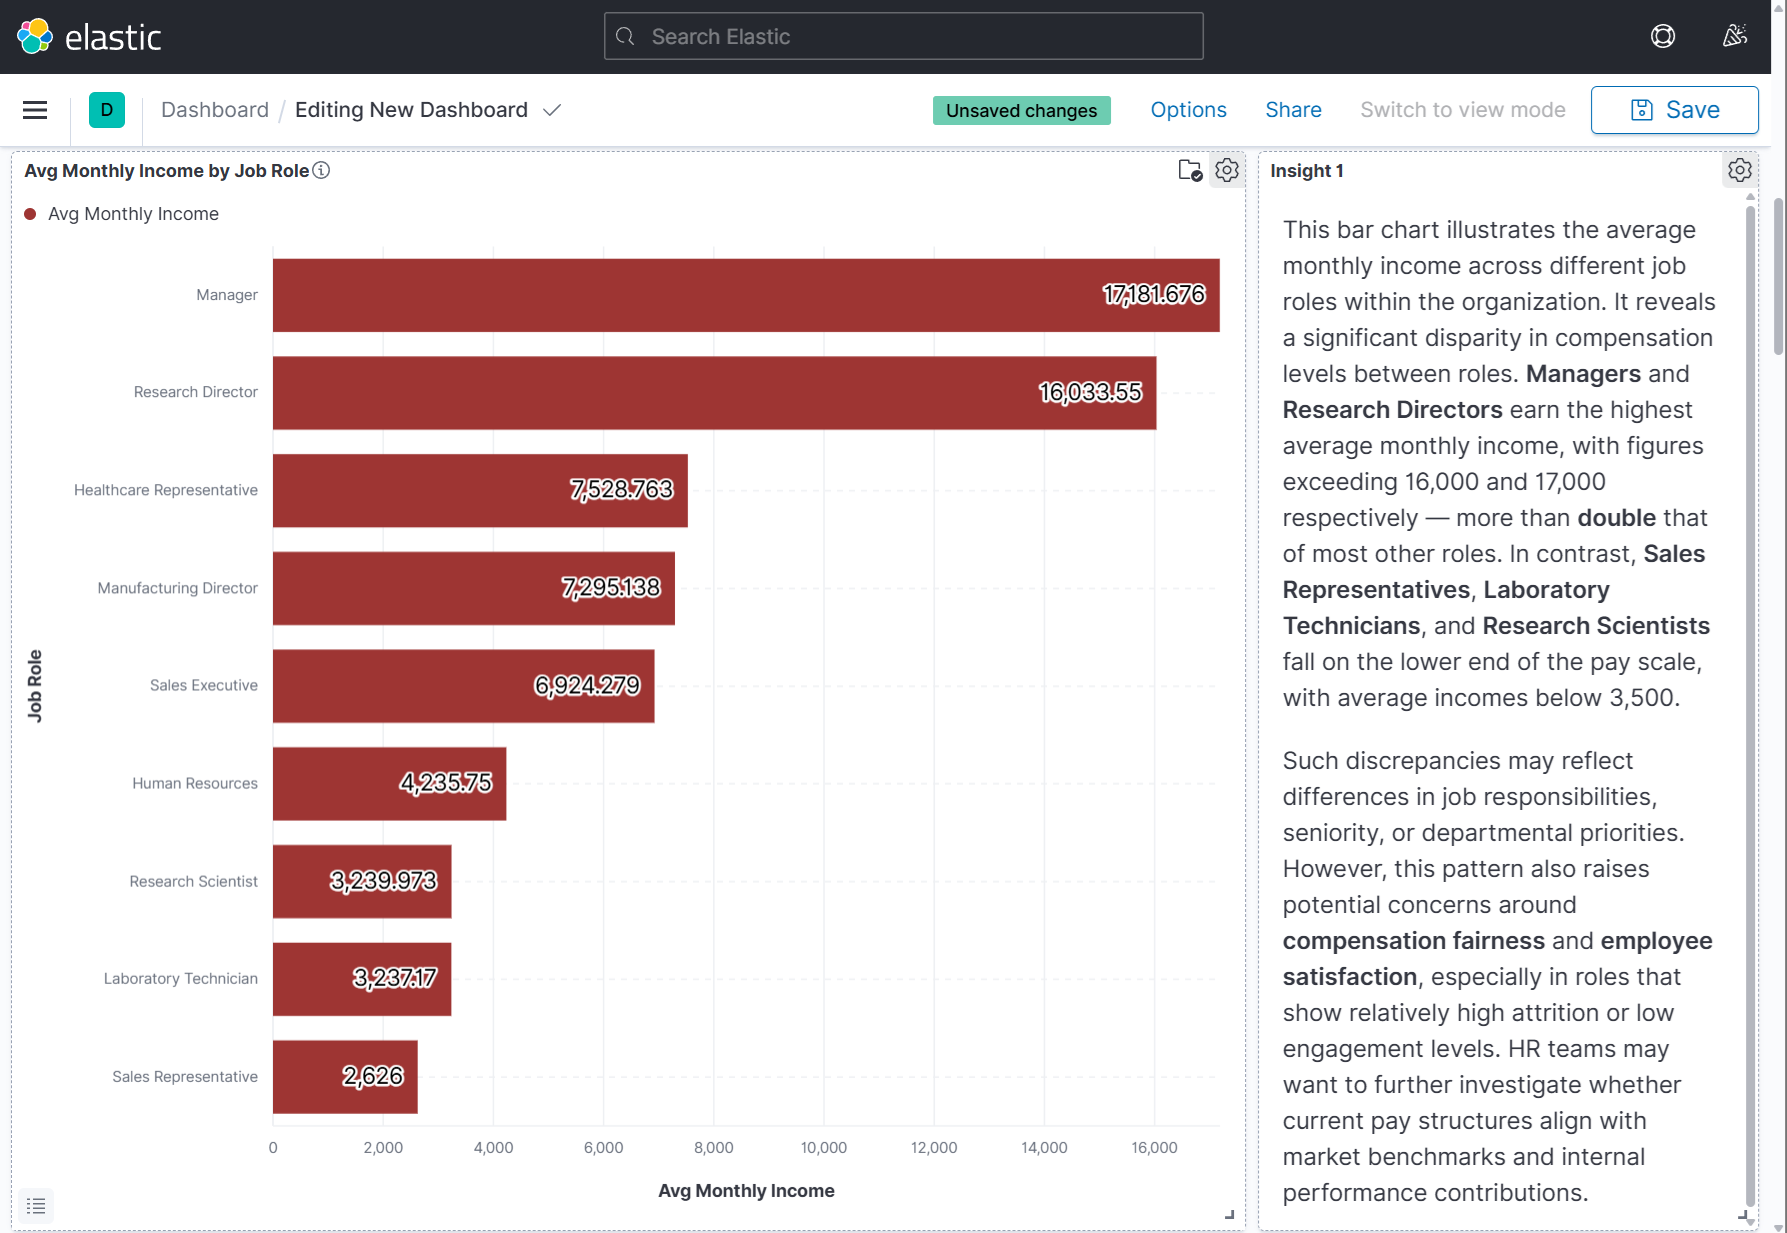 elastic
Search Elastic
D
Dashboard / Editing New Dashboard
Unsaved changes
Options
Share
Switch to view mode
Save
Avg Monthly Income by Job Role
Avg Monthly Income
Job Role
Manager
17,181.676
Research Director
16,033.55
Healthcare Representative
7,528.763
Manufacturing Director
7,295.138
Sales Executive
6,924.279
Human Resources
4,235.75
Research Scientist
3,239.973
Laboratory Technician
3,237.17
Sales Representative
2,626
0 2,000 4,000 6,000 8,000 10,000 12,000 14,000 16,000
Avg Monthly Income
Insight 1
This bar chart illustrates the average
monthly income across different job
roles within the organization. It reveals
a significant disparity in compensation
levels between roles. Managers and
Research Directors earn the highest
average monthly income, with figures
exceeding 16,000 and 17,000
respectively — more than double that
of most other roles. In contrast, Sales
Representatives, Laboratory
Technicians, and Research Scientists
fall on the lower end of the pay scale,
with average incomes below 3,500.
Such discrepancies may reflect
differences in job responsibilities,
seniority, or departmental priorities.
However, this pattern also raises
potential concerns around
compensation fairness and employee
satisfaction, especially in roles that
show relatively high attrition or low
engagement levels. HR teams may
want to further investigate whether
current pay structures align with
market benchmarks and internal
performance contributions.